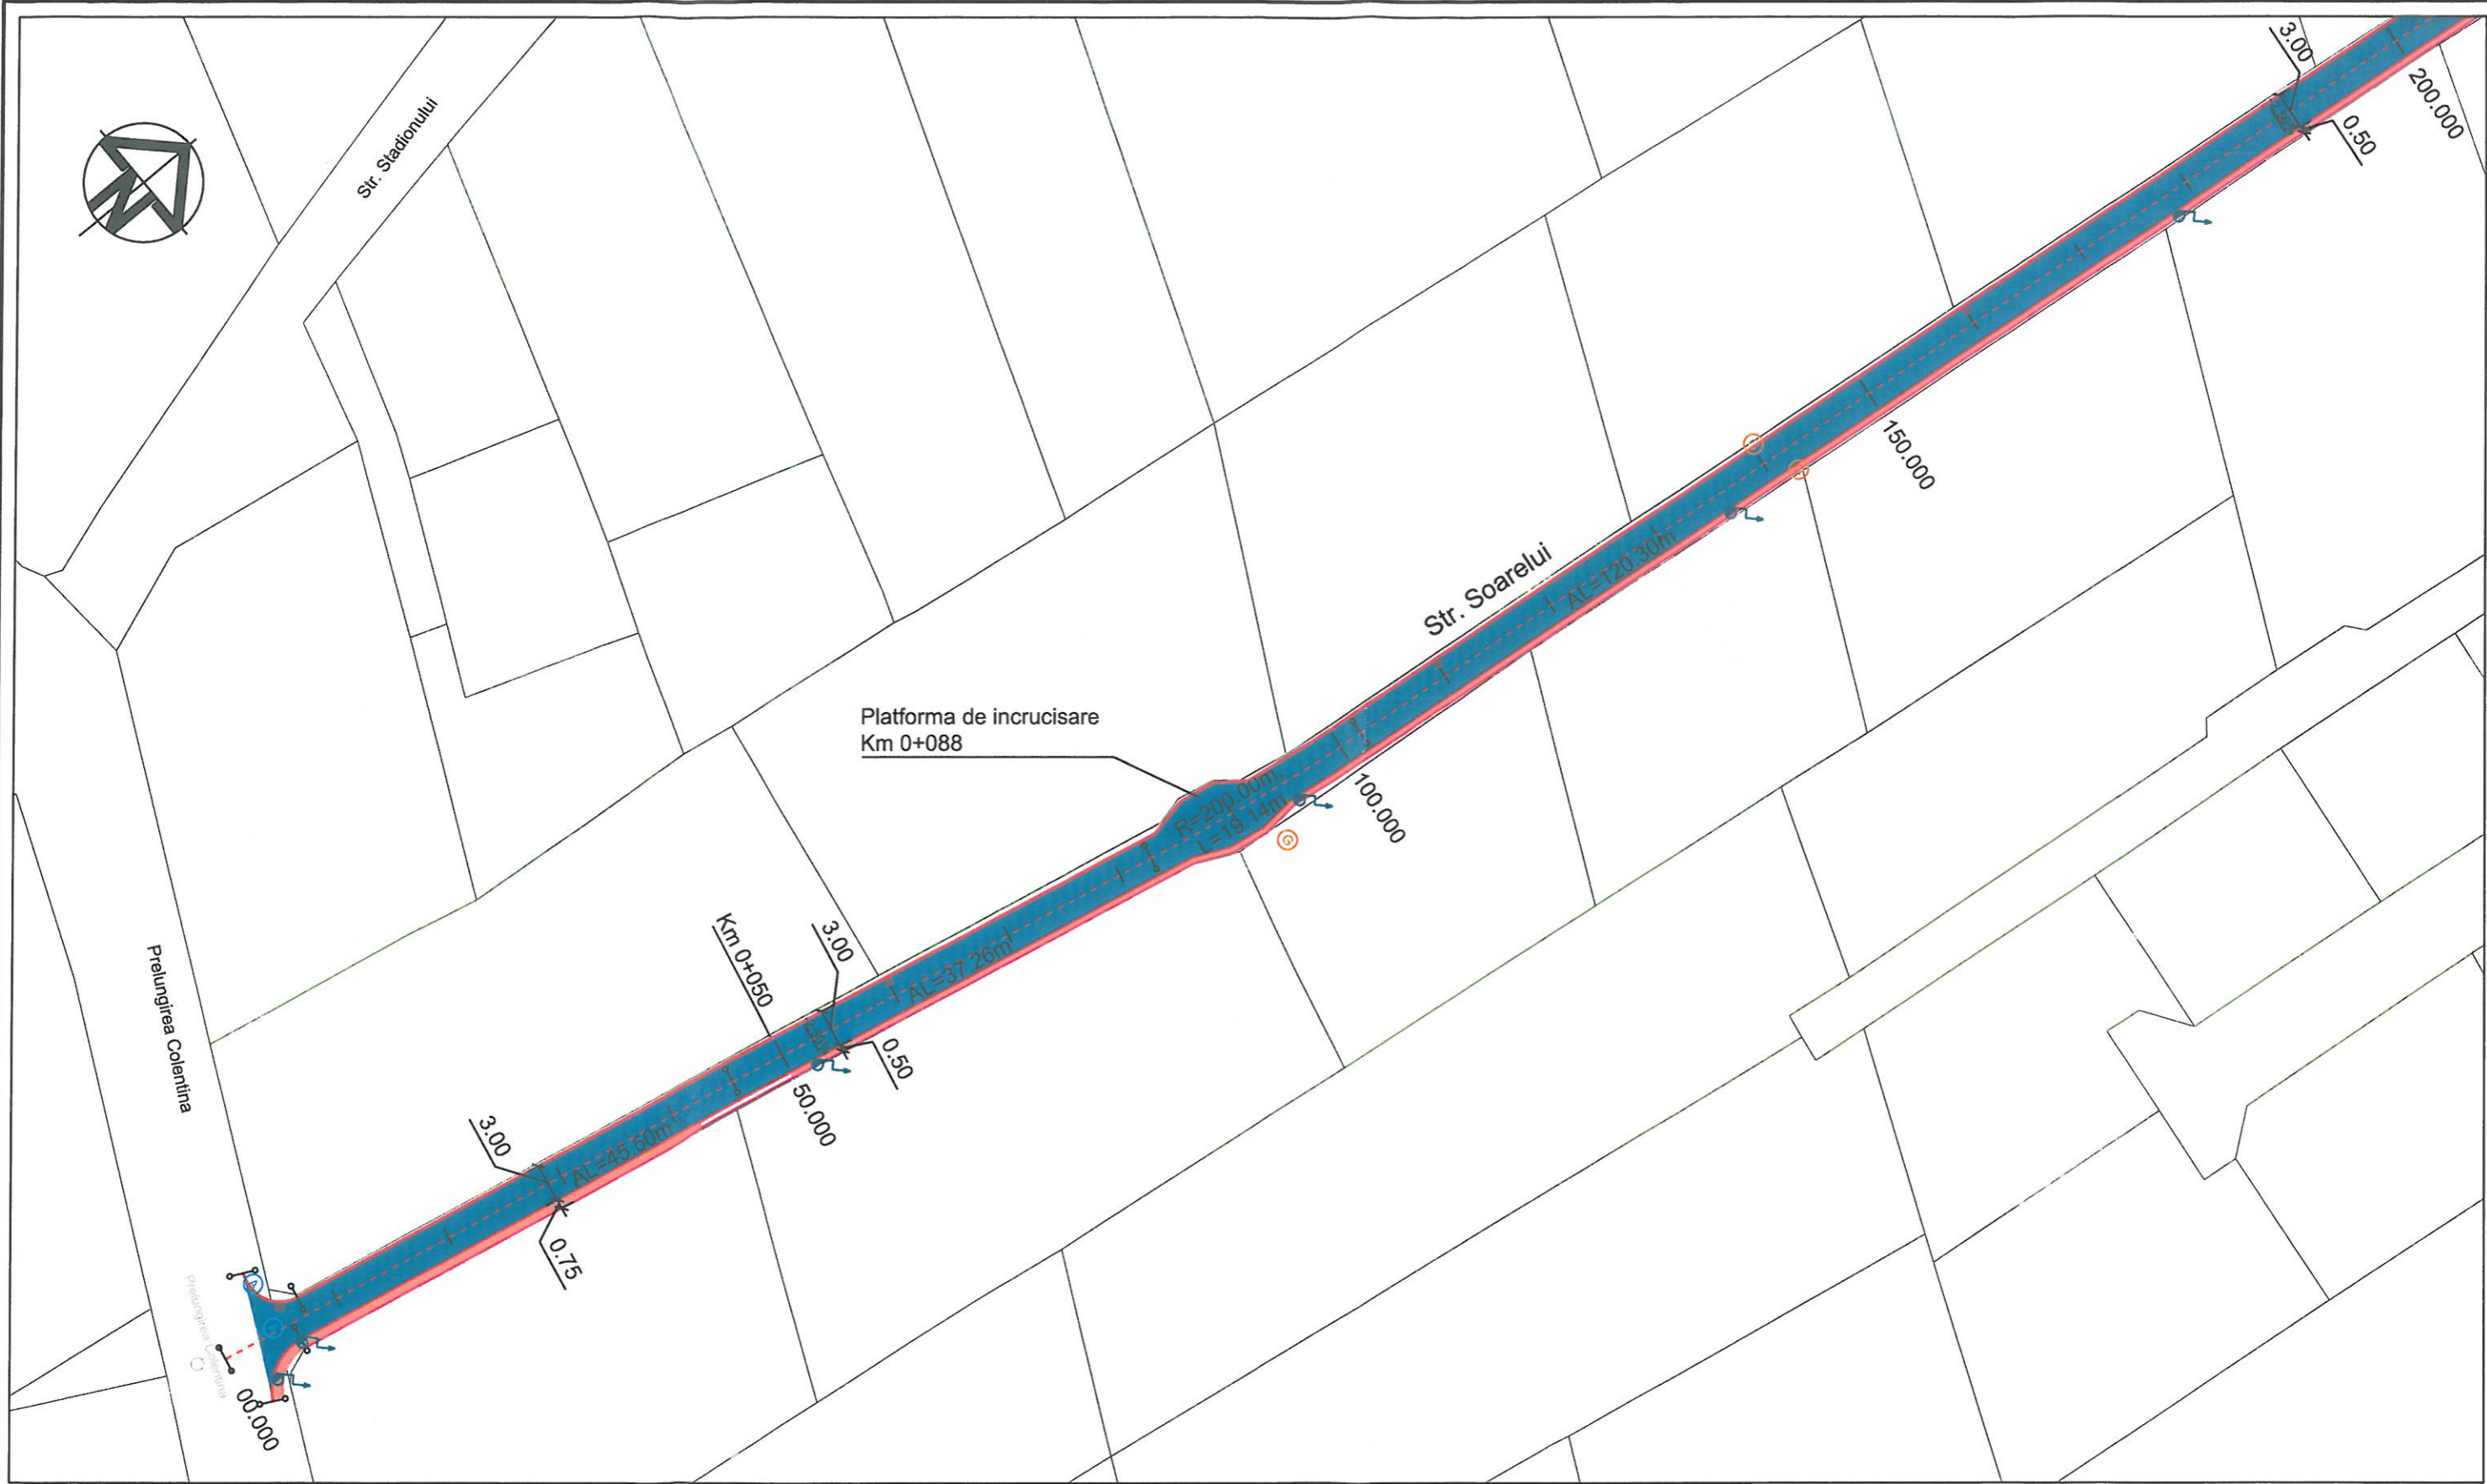 3.00
200.000
0.50
Str. Stadionului
N
150.000
Str. Soarelui
AL=120.30m
Platforma de incrucisare
Km 0+088
R=200.00m,
L=19.14m
100.000
G
Km 0+050
3.00
AL=37.26m
0.50
50.000
Prelungirea Colentina
3.00
AL=45.50m
0.75
Prelungirea Colentina
00.000